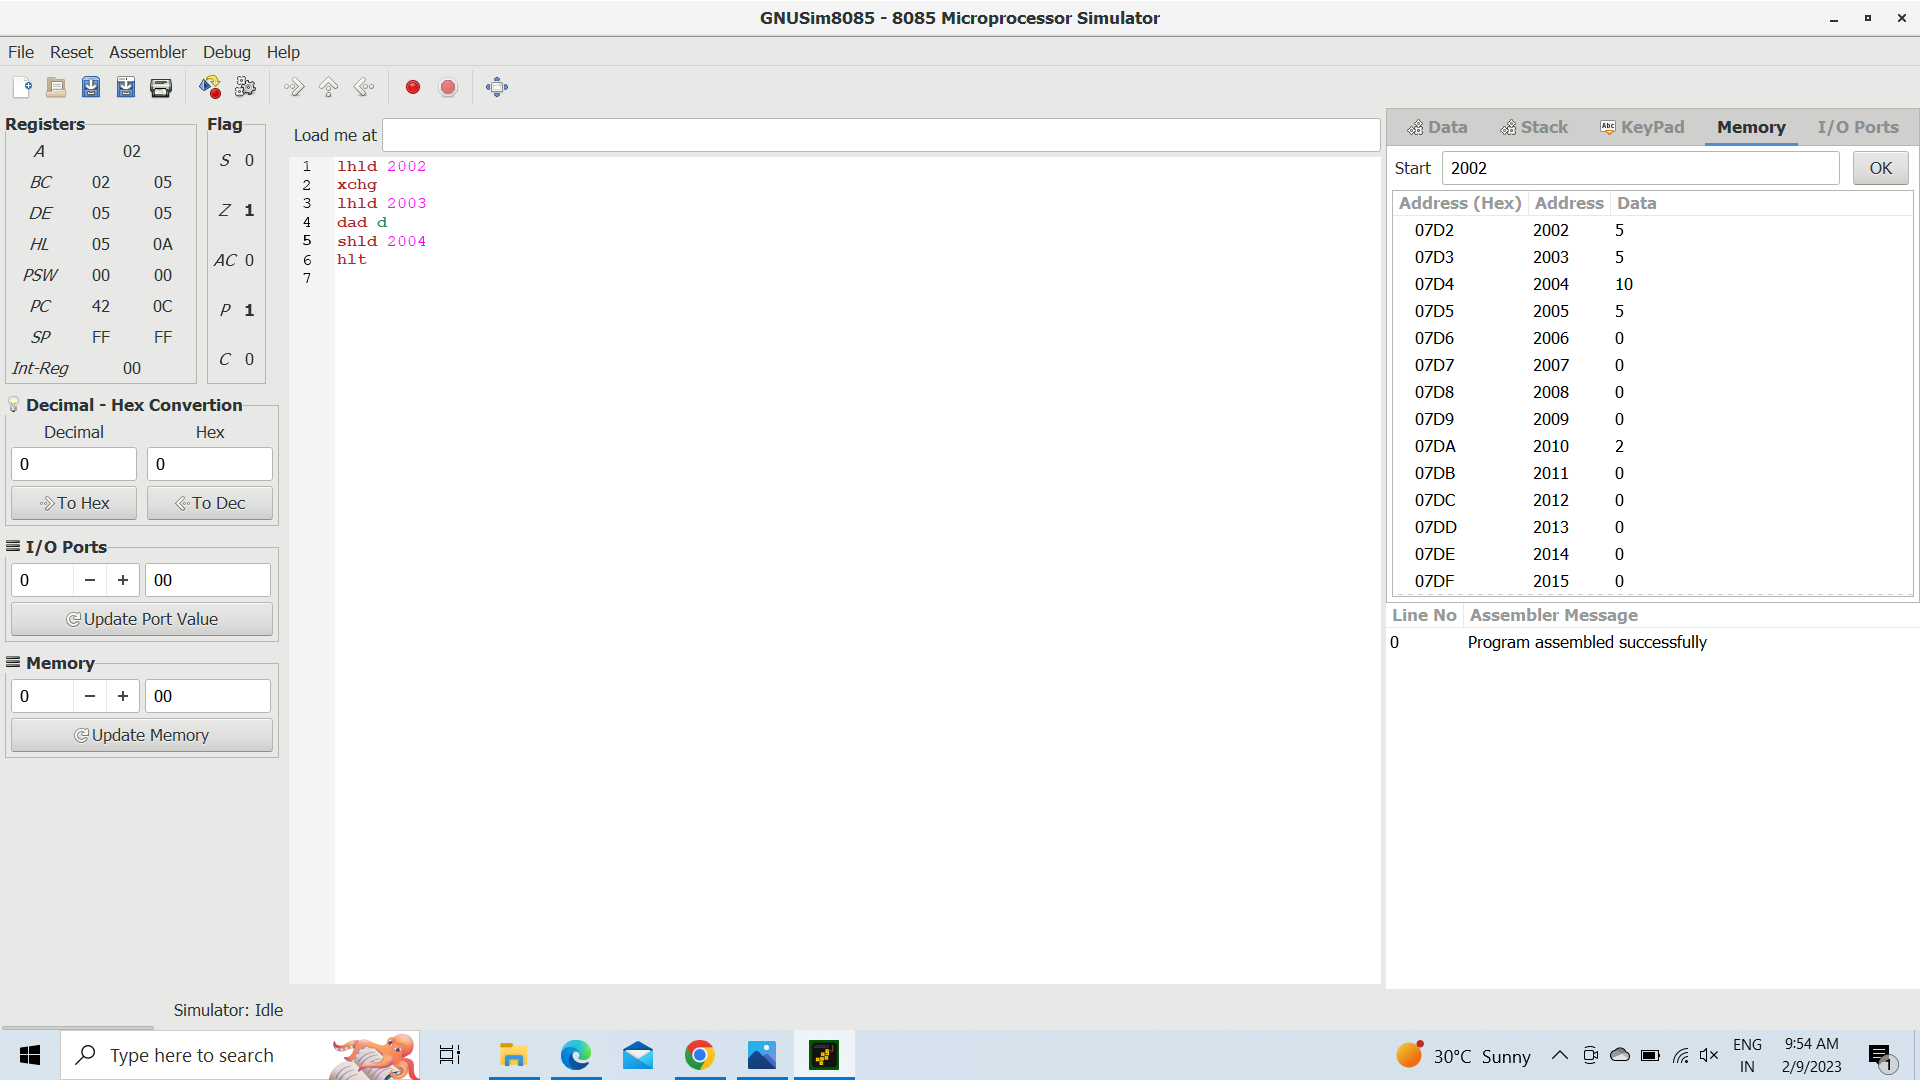 GNUSim8085 - 8085 Microprocessor Simulator
File Reset Assembler Debug Help
Registers
A 02
BC 02 05
DE 05 05
HL 05 0A
PSW 00 00
PC 42 0C
SP FF FF
Int-Reg 00
Flag
S 0
Z 1
AC 0
P 1
C 0
Decimal - Hex Convertion
Decimal Hex
0 0
To Hex To Dec
I/O Ports
0 − + 00
Update Port Value
Memory
0 − + 00
Update Memory
Load me at
1 lhld 2002
2 xchg
3 lhld 2003
4 dad d
5 shld 2004
6 hlt
7
Data Stack Abc KeyPad Memory I/O Ports
Start 2002 OK
Address (Hex) Address Data
07D2 2002 5
07D3 2003 5
07D4 2004 10
07D5 2005 5
07D6 2006 0
07D7 2007 0
07D8 2008 0
07D9 2009 0
07DA 2010 2
07DB 2011 0
07DC 2012 0
07DD 2013 0
07DE 2014 0
07DF 2015 0
Line No Assembler Message
0 Program assembled successfully
Simulator: Idle
Type here to search
30°C Sunny
ENG
IN
9:54 AM
2/9/2023
1